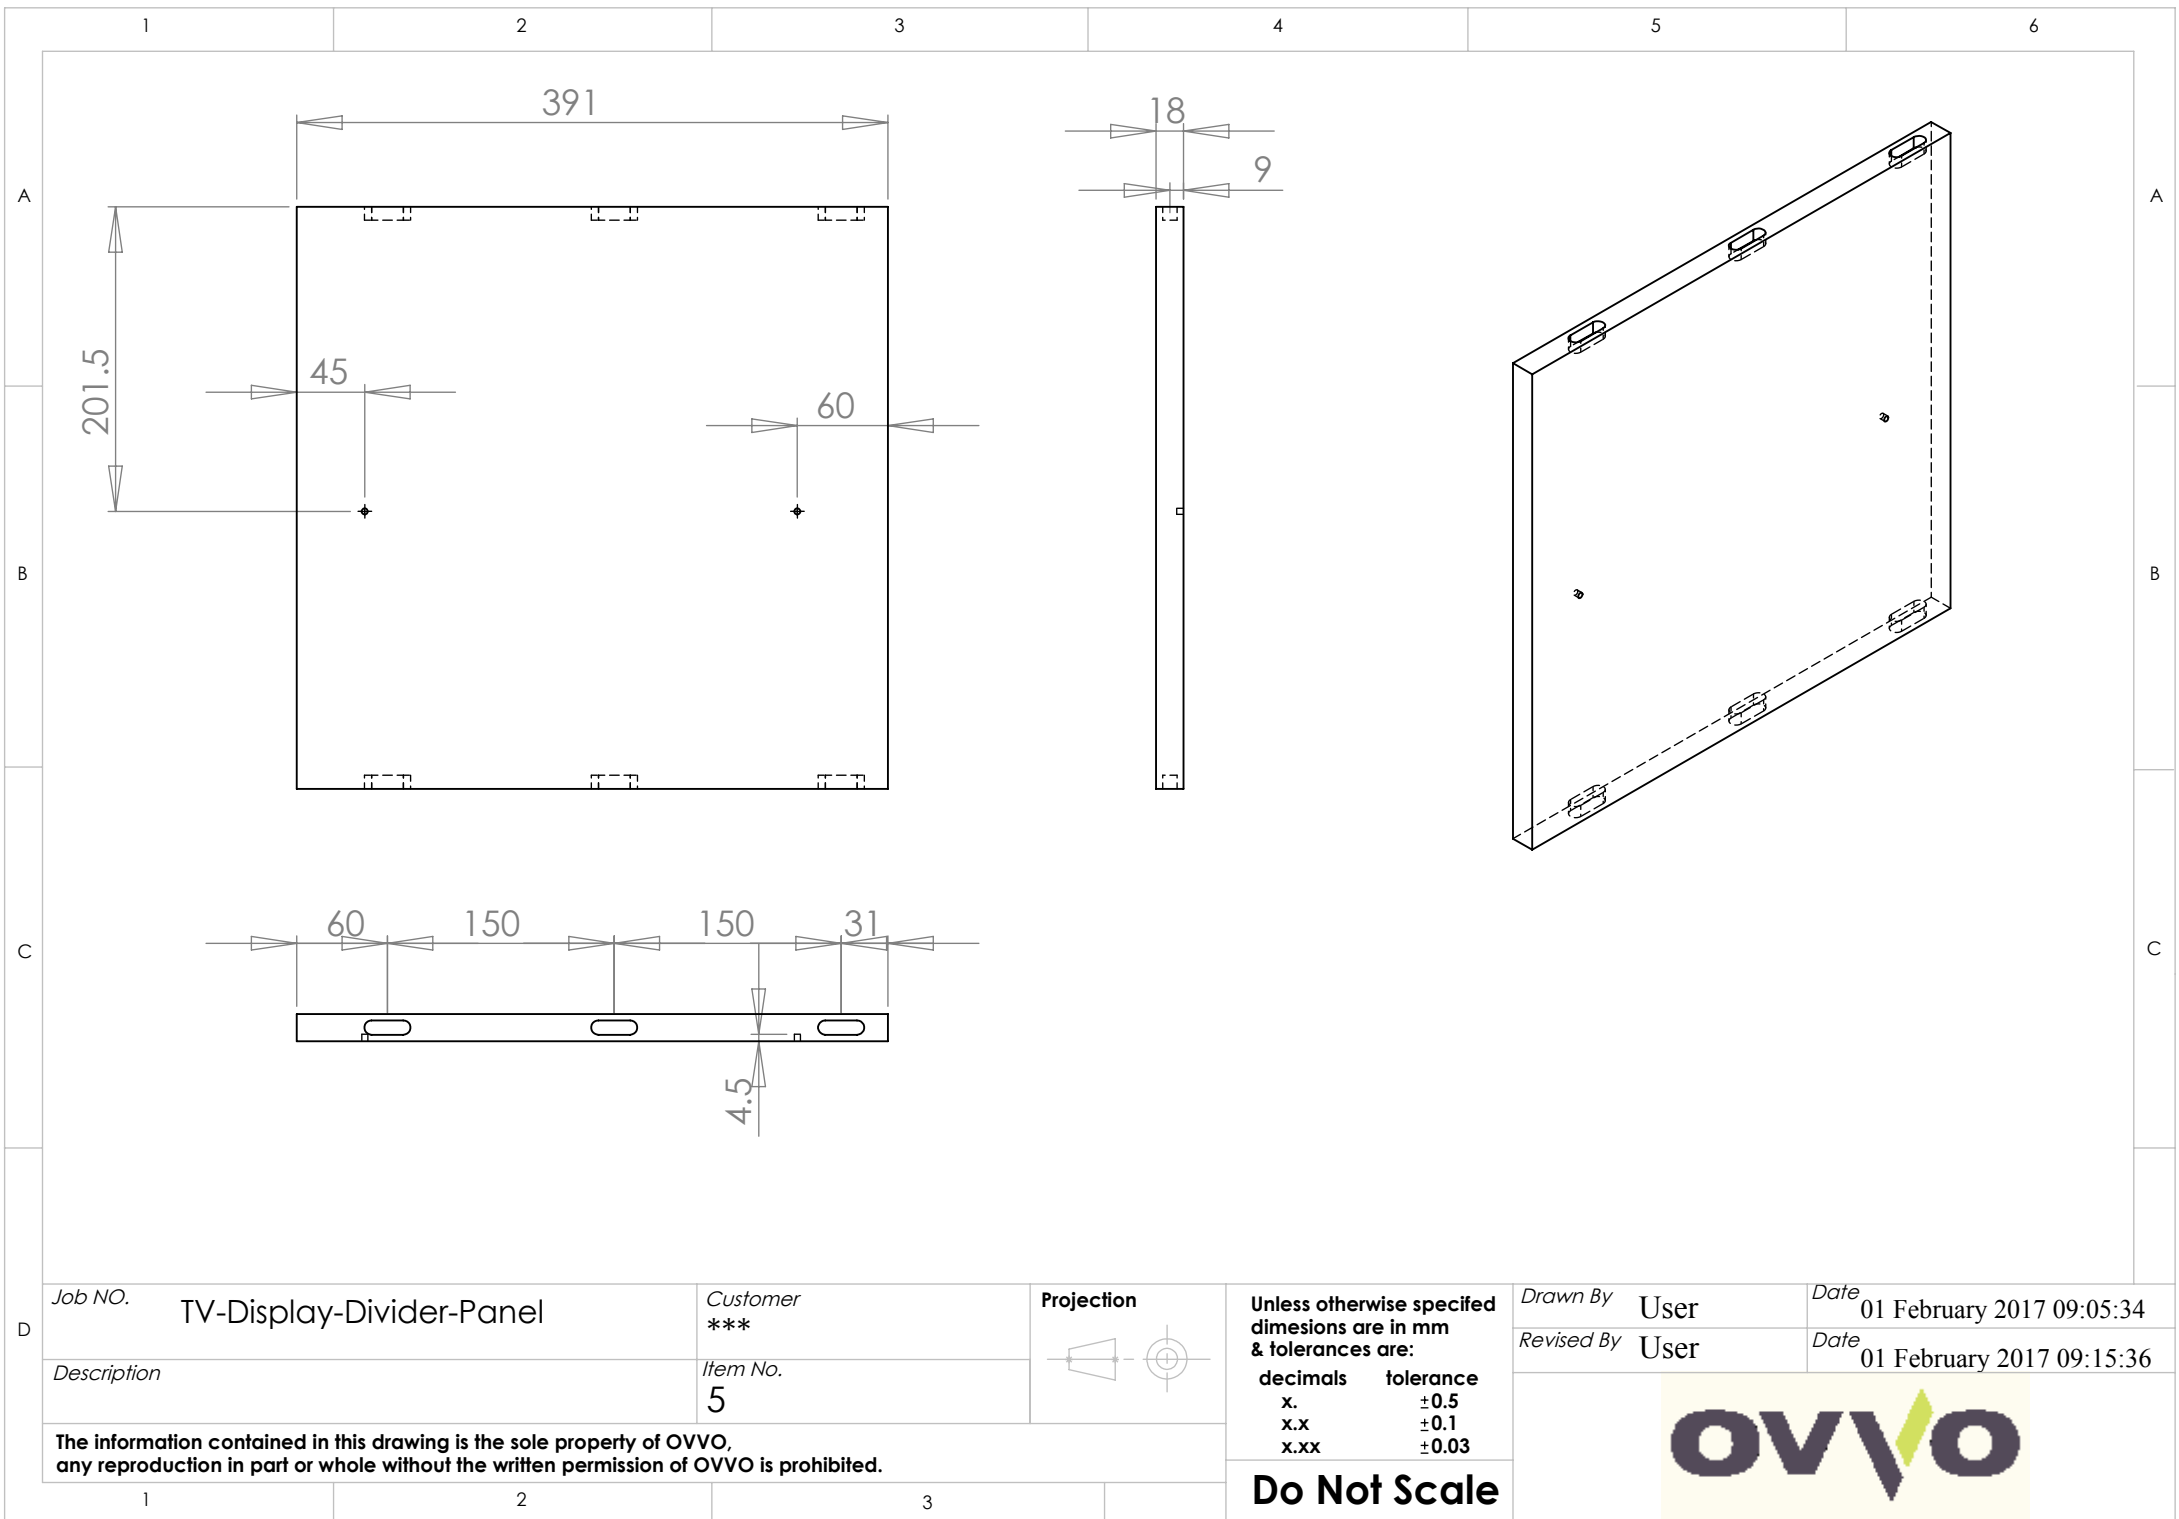 1 2 3 4 5 6
391
18
9
A A
201.5
45
60
B B
60 150 150 31
C C
4.5
Job NO. TV-Display-Divider-Panel
Customer
***
Projection
Unless otherwise specifed
dimesions are in mm
& tolerances are:
decimals tolerance
x. ±0.5
x.x ±0.1
x.xx ±0.03
Do Not Scale
Drawn By User
Date 01 February 2017 09:05:34
Revised By User
Date 01 February 2017 09:15:36
D
Description
Item No.
5
The information contained in this drawing is the sole property of OVVO,
any reproduction in part or whole without the written permission of OVVO is prohibited.
OVVO
1 2 3